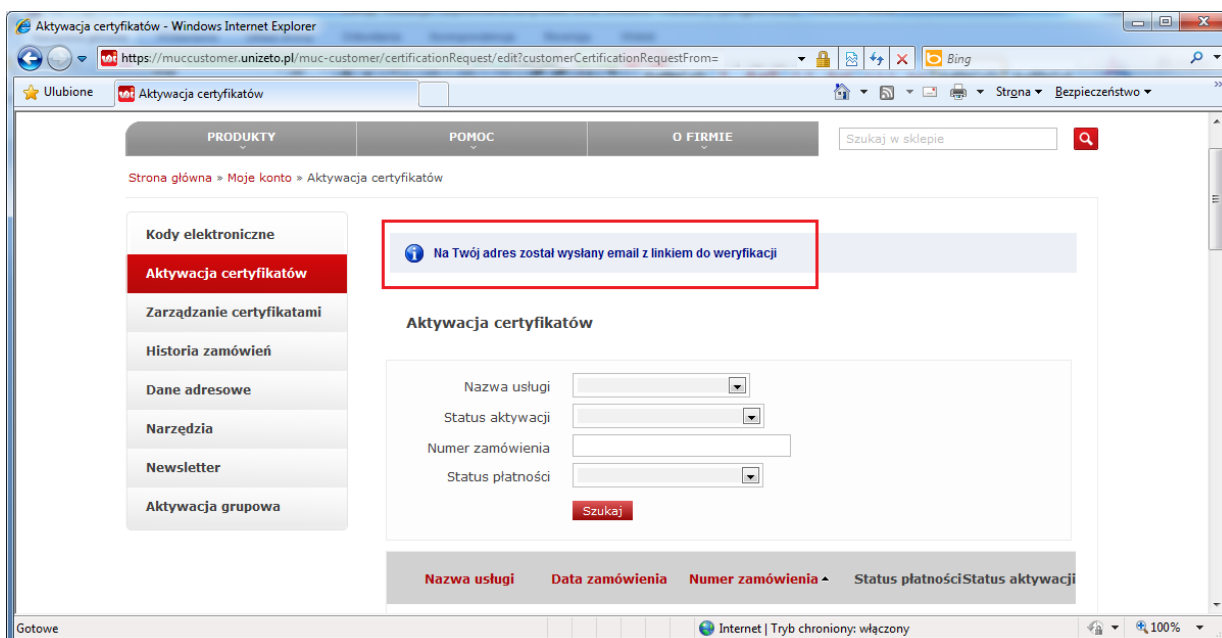 Aktywacja certyfikatów - Windows Internet Explorer
https://muccustomer.unizeto.pl/muc-customer/certificationRequest/edit?customerCertificationRequestFrom=
Bing
Ulubione
Aktywacja certyfikatów
Strona
Bezpieczeństwo
PRODUKTY
POMOC
O FIRMIE
Szukaj w sklepie
Strona główna » Moje konto » Aktywacja certyfikatów
Kody elektroniczne
Aktywacja certyfikatów
Zarządzanie certyfikatami
Historia zamówień
Dane adresowe
Narzędzia
Newsletter
Aktywacja grupowa
Na Twój adres został wysłany email z linkiem do weryfikacji
Aktywacja certyfikatów
Nazwa usługi
Status aktywacji
Numer zamówienia
Status płatności
Szukaj
Nazwa usługi Data zamówienia Numer zamówienia Status płatnościStatus aktywacji
Gotowe
Internet | Tryb chroniony: włączony
100%